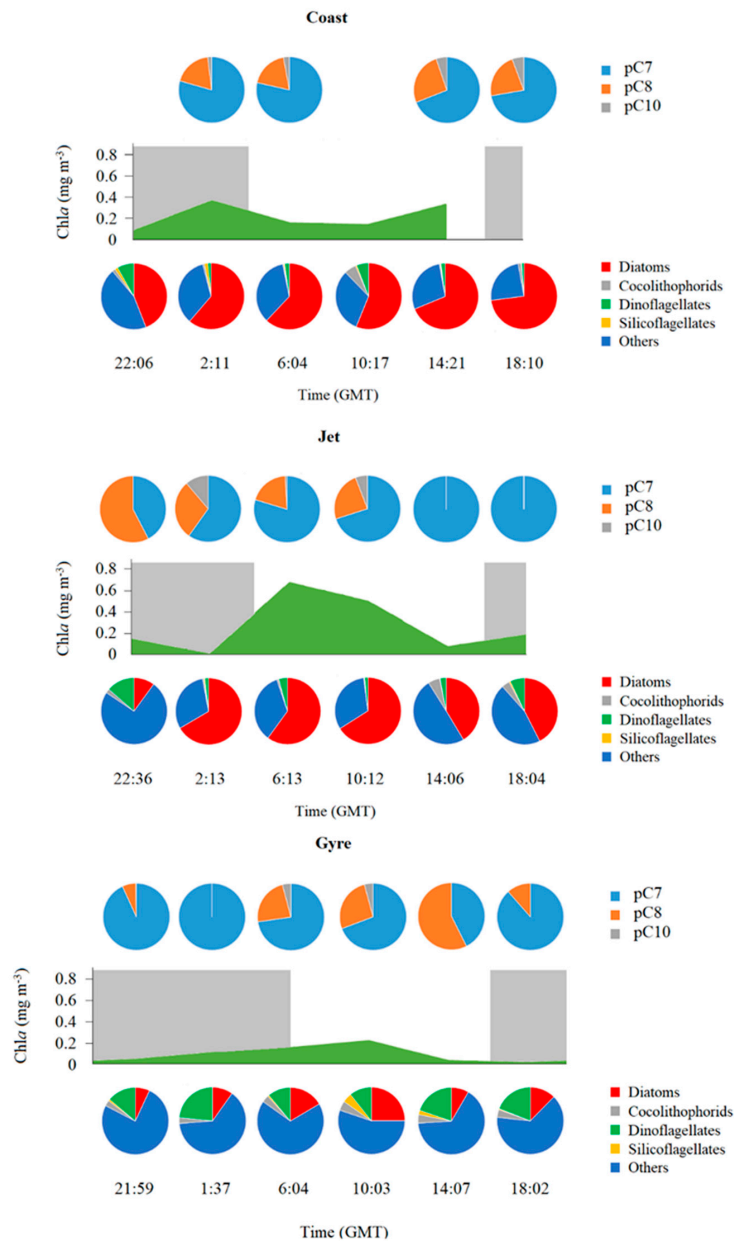 Coast
pC7
pC8
pC10
Chla (mg m⁻³)
0.8
0.6
0.4
0.2
0
Diatoms
Cocolithophorids
Dinoflagellates
Silicoflagellates
Others
22:06 2:11 6:04 10:17 14:21 18:10
Time (GMT)
Jet
pC7
pC8
pC10
Chla (mg m⁻³)
0.8
0.6
0.4
0.2
0
Diatoms
Cocolithophorids
Dinoflagellates
Silicoflagellates
Others
22:36 2:13 6:13 10:12 14:06 18:04
Time (GMT)
Gyre
pC7
pC8
pC10
Chla (mg m⁻³)
0.8
0.6
0.4
0.2
0
Diatoms
Cocolithophorids
Dinoflagellates
Silicoflagellates
Others
21:59 1:37 6:04 10:03 14:07 18:02
Time (GMT)